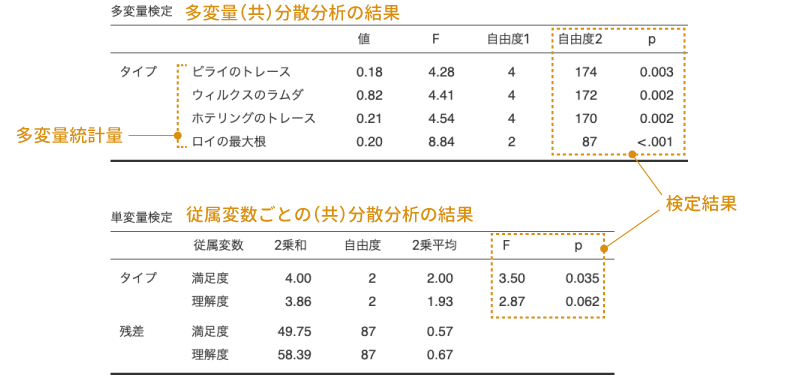 多変量検定 多変量(共)分散分析の結果
値 F 自由度1 自由度2 p
タイプ ピライのトレース 0.18 4.28 4 174 0.003
ウィルクスのラムダ 0.82 4.41 4 172 0.002
ホテリングのトレース 0.21 4.54 4 170 0.002
多変量統計量 ロイの最大根 0.20 8.84 2 87 <.001
検定結果
単変量検定 従属変数ごとの(共)分散分析の結果
従属変数 2乗和 自由度 2乗平均 F p
タイプ 満足度 4.00 2 2.00 3.50 0.035
理解度 3.86 2 1.93 2.87 0.062
残差 満足度 49.75 87 0.57
理解度 58.39 87 0.67